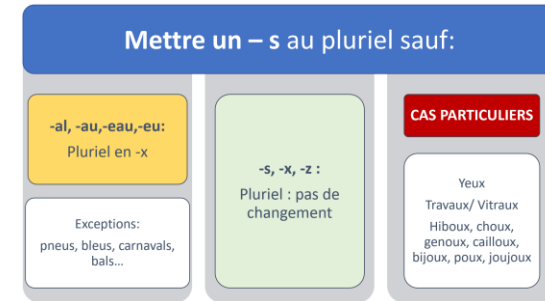 Mettre un – s au pluriel sauf:
-al, -au,-eau,-eu:
Pluriel en -x
Exceptions:
pneus, bleus, carnavals,
bals…
-s, -x, -z :
Pluriel : pas de
changement
CAS PARTICULIERS
Yeux
Travaux/ Vitraux
Hiboux, choux,
genoux, cailloux,
bijoux, poux, joujoux